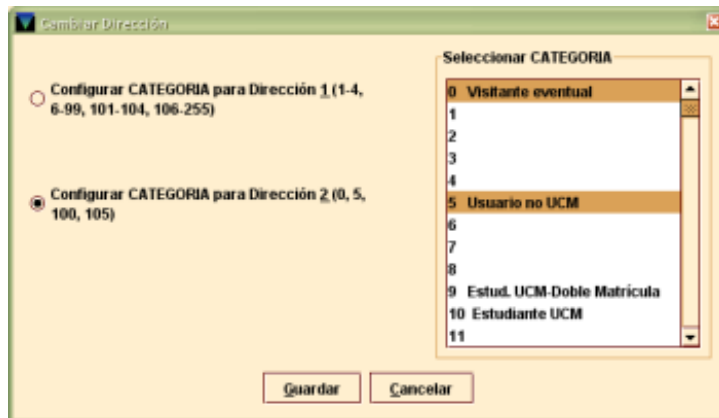 Cambiar Dirección
Seleccionar CATEGORIA
Configurar CATEGORIA para Dirección 1 (1-4,
6-99, 101-104, 106-255)
Configurar CATEGORIA para Dirección 2 (0, 5,
100, 105)
0 Visitante eventual
1
2
3
4
5 Usuario no UCM
6
7
8
9 Estud. UCM-Doble Matrícula
10 Estudiante UCM
11
Guardar Cancelar